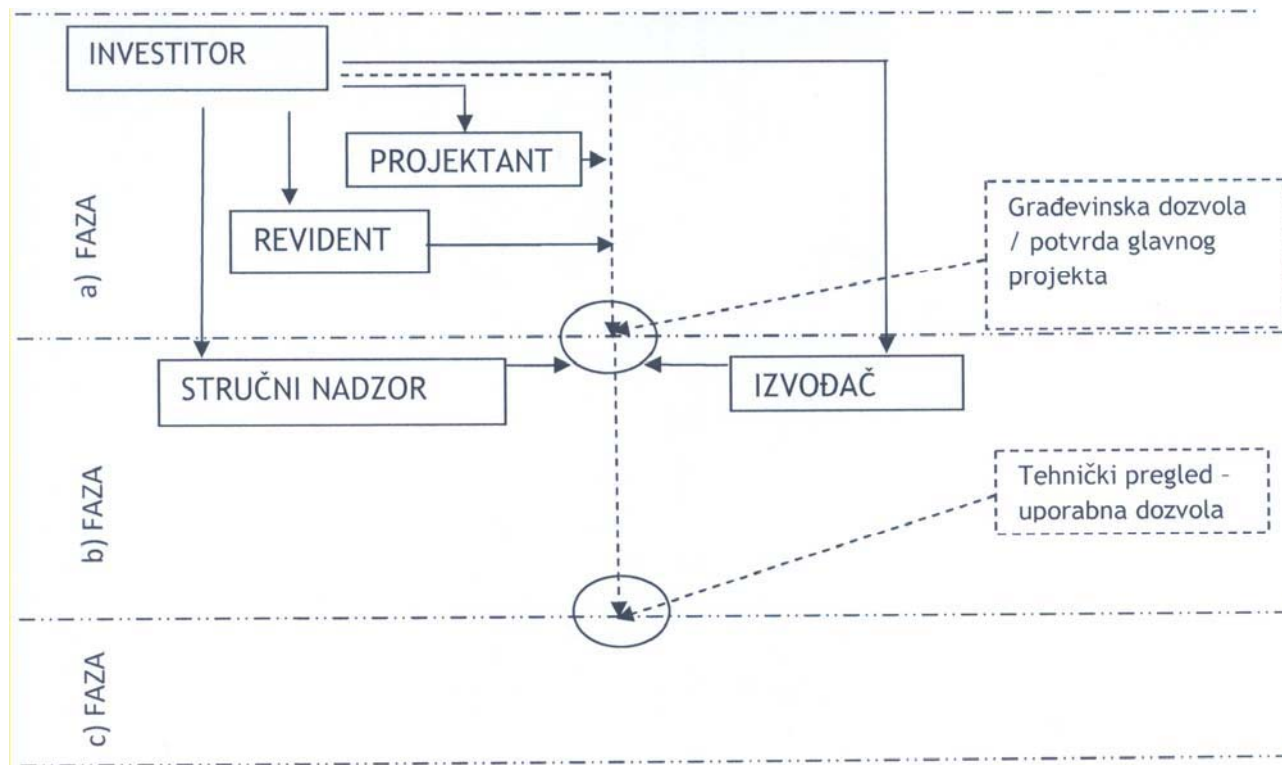 INVESTITOR
PROJEKTANT
REVIDENT
a) FAZA
Građevinska dozvola
/ potvrda glavnog
projekta
STRUČNI NADZOR
IZVOĐAČ
b) FAZA
Tehnički pregled –
uporabna dozvola
c) FAZA